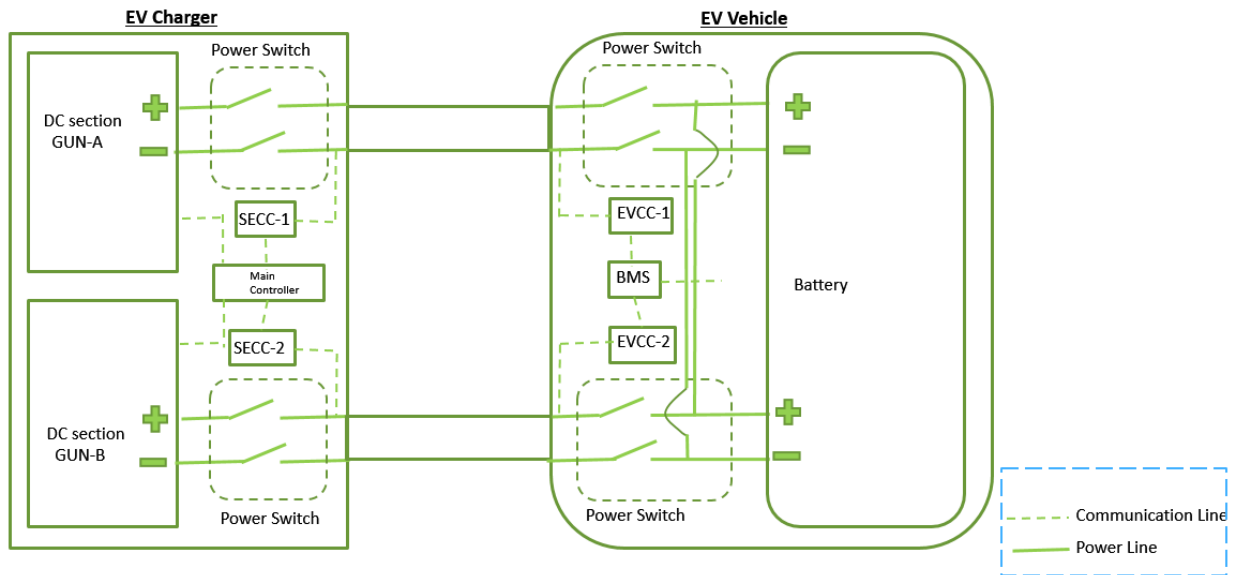 EV Charger
EV Vehicle
Power Switch
Power Switch
DC section
GUN-A
SECC-1
EVCC-1
Main
Controller
BMS
Battery
SECC-2
EVCC-2
DC section
GUN-B
Power Switch
Power Switch
Communication Line
Power Line